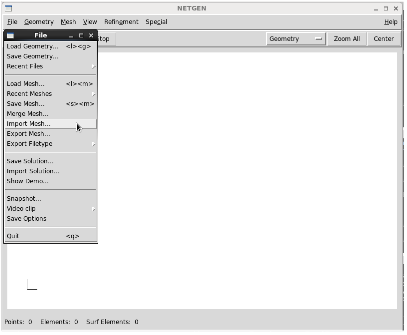 NETGEN
File Geometry Mesh View Refinement Special Help
File
Stop Geometry Zoom All Center
Load Geometry... <l><g>
Save Geometry...
Recent Files
Load Mesh... <l><m>
Recent Meshes
Save Mesh... <s><m>
Merge Mesh...
Import Mesh...
Export Mesh...
Export Filetype
Save Solution...
Import Solution...
Show Demo...
Snapshot...
Video clip
Save Options
Quit <q>
Points: 0 Elements: 0 Surf Elements: 0